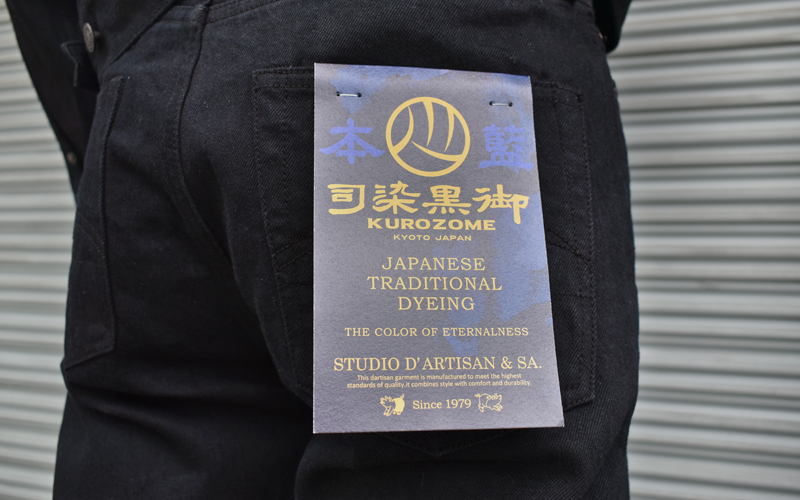 本 藍
司染黒御
KUROZOME
KYOTO JAPAN
JAPANESE
TRADITIONAL
DYEING
THE COLOR OF ETERNALNESS
STUDIO D'ARTISAN & SA.
This dartisan garment is manufactured to meet the highest
standards of quality.it combines style with comfort and durability.
Since 1979